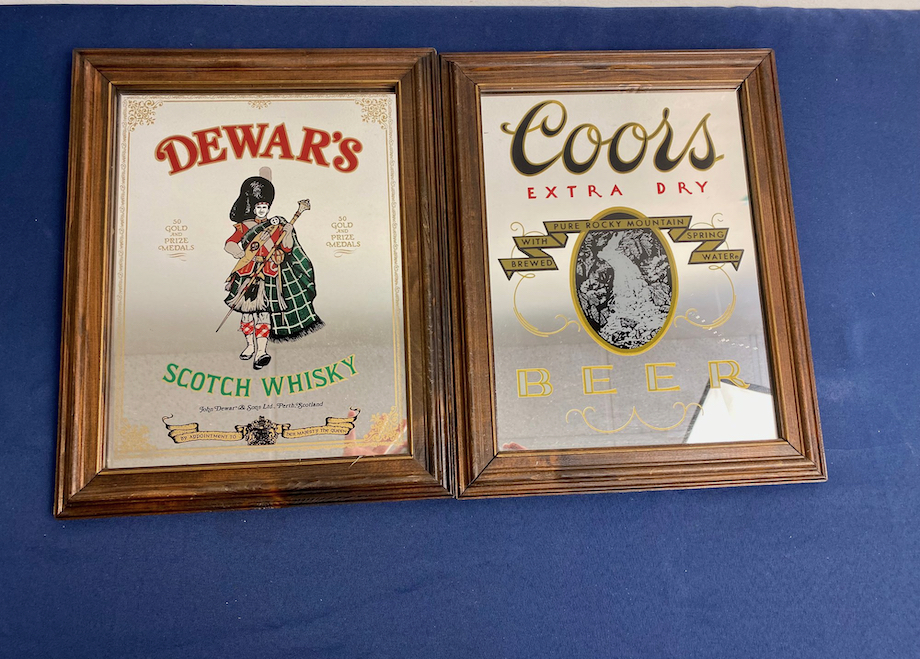 DEWAR'S
50
GOLD
AND
PRIZE
MEDALS
50
GOLD
AND
PRIZE
MEDALS
SCOTCH WHISKY
John Dewar & Sons Ltd. Perth, Scotland
BY APPOINTMENT TO HER MAJESTY THE QUEEN
Coors
EXTRA DRY
BREWED WITH PURE ROCKY MOUNTAIN SPRING WATER
BEER